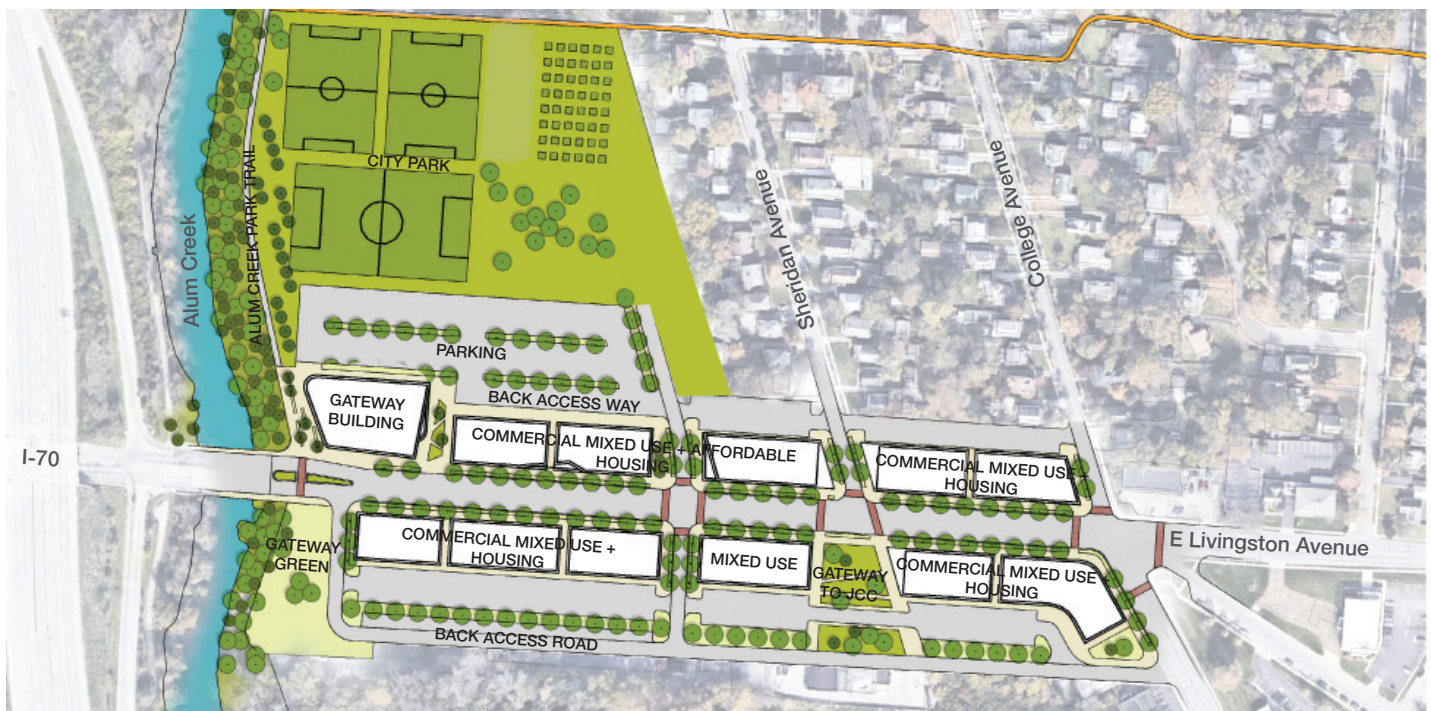 CITY PARK
ALUM CREEK PARK TRAIL
Alum Creek
Sheridan Avenue
College Avenue
PARKING
BACK ACCESS WAY
GATEWAY
BUILDING
COMMERCIAL MIXED USE + AFFORDABLE
HOUSING
COMMERCIAL MIXED USE +
HOUSING
I-70
COMMERCIAL MIXED USE +
HOUSING
GATEWAY
GREEN
MIXED USE
GATEWAY
TO JCC
COMMERCIAL MIXED USE +
HOUSING
E Livingston Avenue
BACK ACCESS ROAD